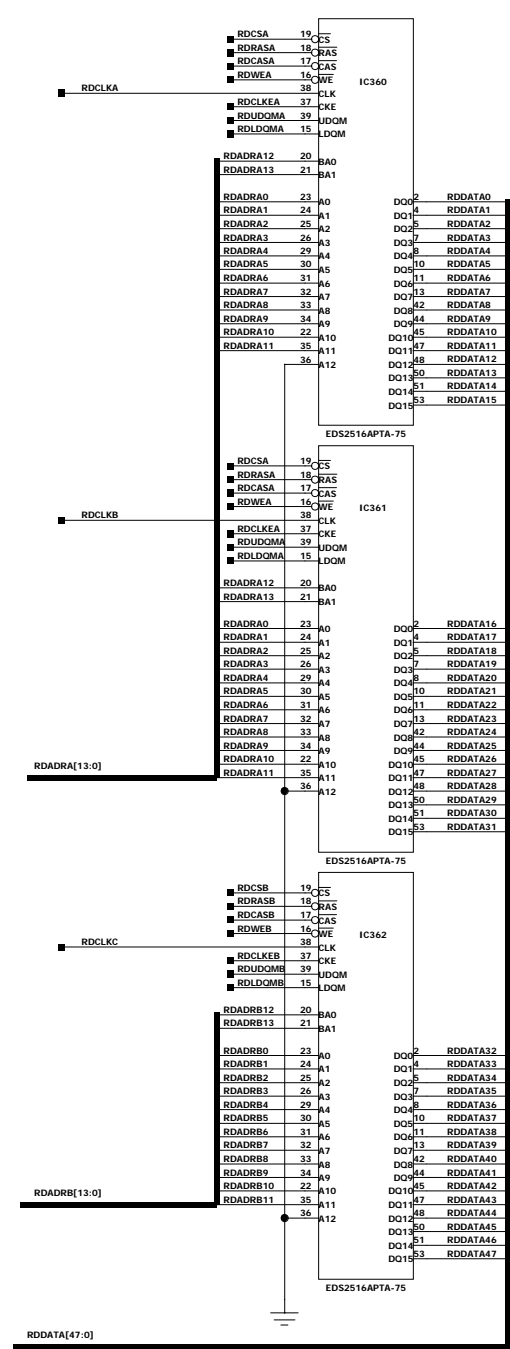 RDCSA 19 CS
RDRASA 18 RAS
RDCASA 17 CAS
RDWEA 16 WE IC360
RDCLKA 38 CLK
RDCLKEA 37 CKE
RDUDQMA 39 UDQM
RDLDQMA 15 LDQM
RDADRA12 20 BA0
RDADRA13 21 BA1
RDADRA0 23 A0 DQ0 2 RDDATA0
RDADRA1 24 A1 DQ1 4 RDDATA1
RDADRA2 25 A2 DQ2 5 RDDATA2
RDADRA3 26 A3 DQ3 7 RDDATA3
RDADRA4 29 A4 DQ4 8 RDDATA4
RDADRA5 30 A5 DQ5 10 RDDATA5
RDADRA6 31 A6 DQ6 11 RDDATA6
RDADRA7 32 A7 DQ7 13 RDDATA7
RDADRA8 33 A8 DQ8 42 RDDATA8
RDADRA9 34 A9 DQ9 44 RDDATA9
RDADRA10 22 A10 DQ10 45 RDDATA10
RDADRA11 35 A11 DQ11 47 RDDATA11
36 A12 DQ12 48 RDDATA12
DQ13 50 RDDATA13
DQ14 51 RDDATA14
DQ15 53 RDDATA15
EDS2516APTA-75
RDCSA 19 CS
RDRASA 18 RAS
RDCASA 17 CAS
RDWEA 16 WE IC361
RDCLKB 38 CLK
RDCLKEA 37 CKE
RDUDQMA 39 UDQM
RDLDQMA 15 LDQM
RDADRA12 20 BA0
RDADRA13 21 BA1
RDADRA0 23 A0 DQ0 2 RDDATA16
RDADRA1 24 A1 DQ1 4 RDDATA17
RDADRA2 25 A2 DQ2 5 RDDATA18
RDADRA3 26 A3 DQ3 7 RDDATA19
RDADRA4 29 A4 DQ4 8 RDDATA20
RDADRA5 30 A5 DQ5 10 RDDATA21
RDADRA6 31 A6 DQ6 11 RDDATA22
RDADRA7 32 A7 DQ7 13 RDDATA23
RDADRA8 33 A8 DQ8 42 RDDATA24
RDADRA9 34 A9 DQ9 44 RDDATA25
RDADRA10 22 A10 DQ10 45 RDDATA26
RDADRA[13:0]
RDADRA11 35 A11 DQ11 47 RDDATA27
36 A12 DQ12 48 RDDATA28
DQ13 50 RDDATA29
DQ14 51 RDDATA30
DQ15 53 RDDATA31
EDS2516APTA-75
RDCSB 19 CS
RDRASB 18 RAS
RDCASB 17 CAS
RDWEB 16 WE IC362
RDCLKC 38 CLK
RDCLKEB 37 CKE
RDUDQMB 39 UDQM
RDLDQMB 15 LDQM
RDADRB12 20 BA0
RDADRB13 21 BA1
RDADRB0 23 A0 DQ0 2 RDDATA32
RDADRB1 24 A1 DQ1 4 RDDATA33
RDADRB2 25 A2 DQ2 5 RDDATA34
RDADRB3 26 A3 DQ3 7 RDDATA35
RDADRB4 29 A4 DQ4 8 RDDATA36
RDADRB5 30 A5 DQ5 10 RDDATA37
RDADRB6 31 A6 DQ6 11 RDDATA38
RDADRB7 32 A7 DQ7 13 RDDATA39
RDADRB8 33 A8 DQ8 42 RDDATA40
RDADRB9 34 A9 DQ9 44 RDDATA41
RDADRB10 22 A10 DQ10 45 RDDATA42
RDADRB[13:0]
RDADRB11 35 A11 DQ11 47 RDDATA43
36 A12 DQ12 48 RDDATA44
DQ13 50 RDDATA45
DQ14 51 RDDATA46
DQ15 53 RDDATA47
EDS2516APTA-75
RDDATA[47:0]